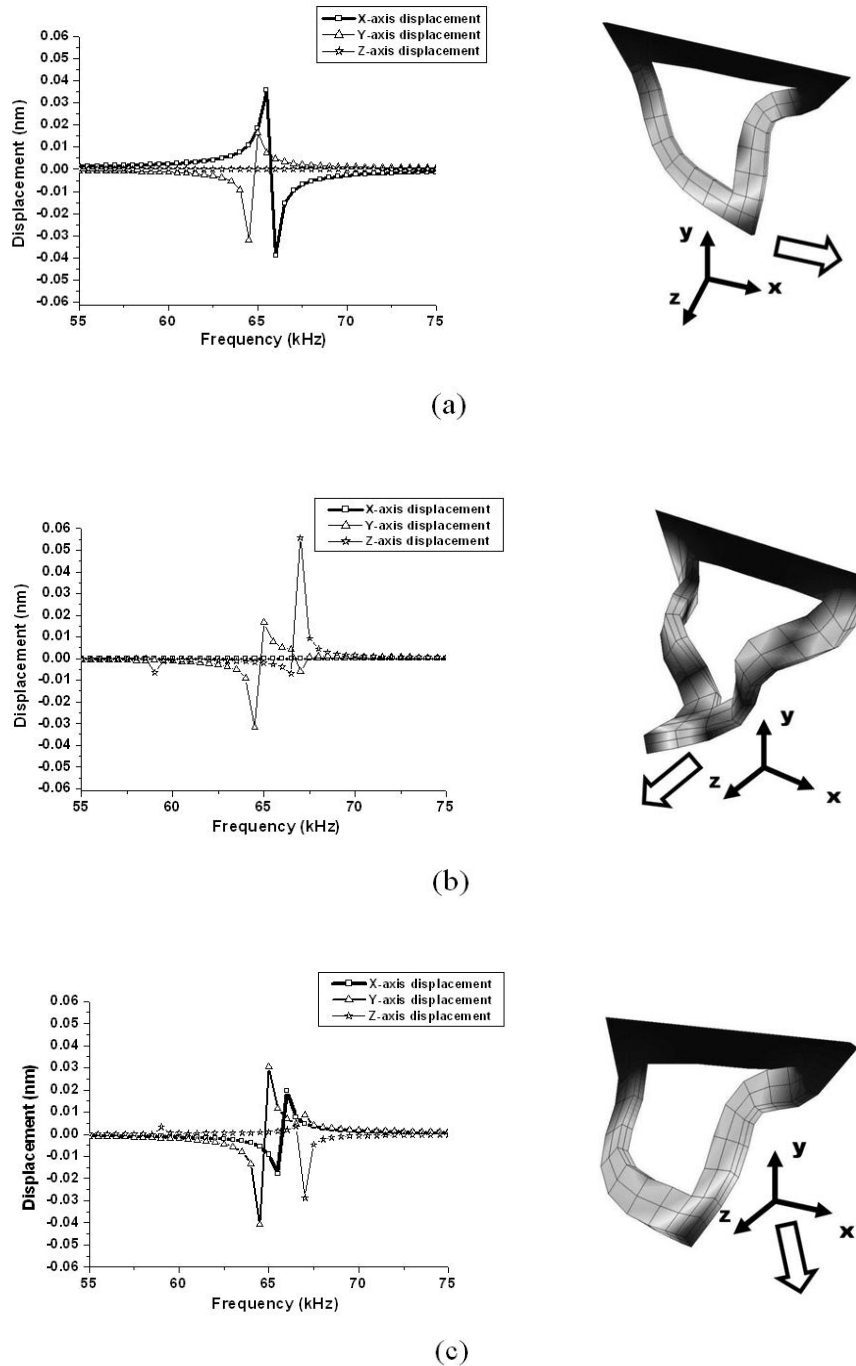 X-axis displacement
Y-axis displacement
Z-axis displacement
0.06
0.05
0.04
0.03
0.02
0.01
0.00
-0.01
-0.02
-0.03
-0.04
-0.05
-0.06
Displacement (nm)
55 60 65 70 75
Frequency (kHz)
y
z
x
(a)
X-axis displacement
Y-axis displacement
Z-axis displacement
0.06
0.05
0.04
0.03
0.02
0.01
0.00
-0.01
-0.02
-0.03
-0.04
-0.05
-0.06
Displacement (nm)
55 60 65 70 75
Frequency (kHz)
y
z
x
(b)
X-axis displacement
Y-axis displacement
Z-axis displacement
0.06
0.05
0.04
0.03
0.02
0.01
0.00
-0.01
-0.02
-0.03
-0.04
-0.05
-0.06
Displacement (nm)
55 60 65 70 75
Frequency (kHz)
y
z
x
(c)